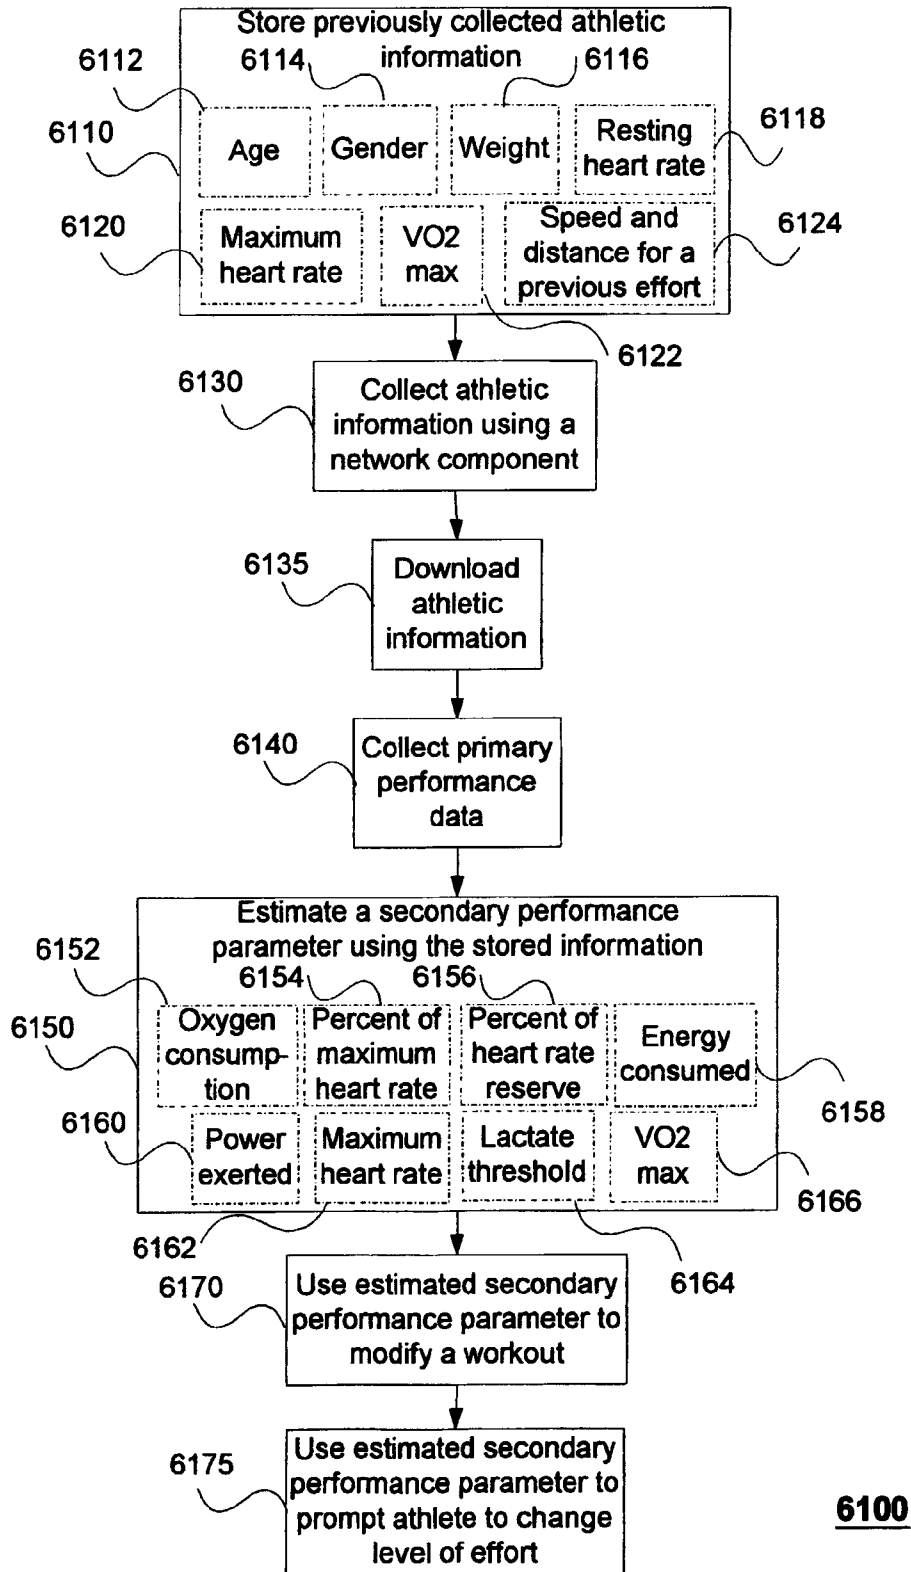 Store previously collected athletic
information
6112
6114
6116
6110
6118
Age
Gender
Weight
Resting
heart rate
6120
6124
Maximum
heart rate
VO2
max
Speed and
distance for a
previous effort
6122
6130
Collect athletic
information using a
network component
6135
Download
athletic
information
6140
Collect primary
performance
data
Estimate a secondary performance
parameter using the stored information
6152
6154
6156
6150
Oxygen
consump-
tion
Percent of
maximum
heart rate
Percent of
heart rate
reserve
Energy
consumed
6158
6160
Power
exerted
Maximum
heart rate
Lactate
threshold
VO2
max
6166
6162
6164
6170
Use estimated secondary
performance parameter to
modify a workout
6175
Use estimated secondary
performance parameter to
prompt athlete to change
level of effort
6100